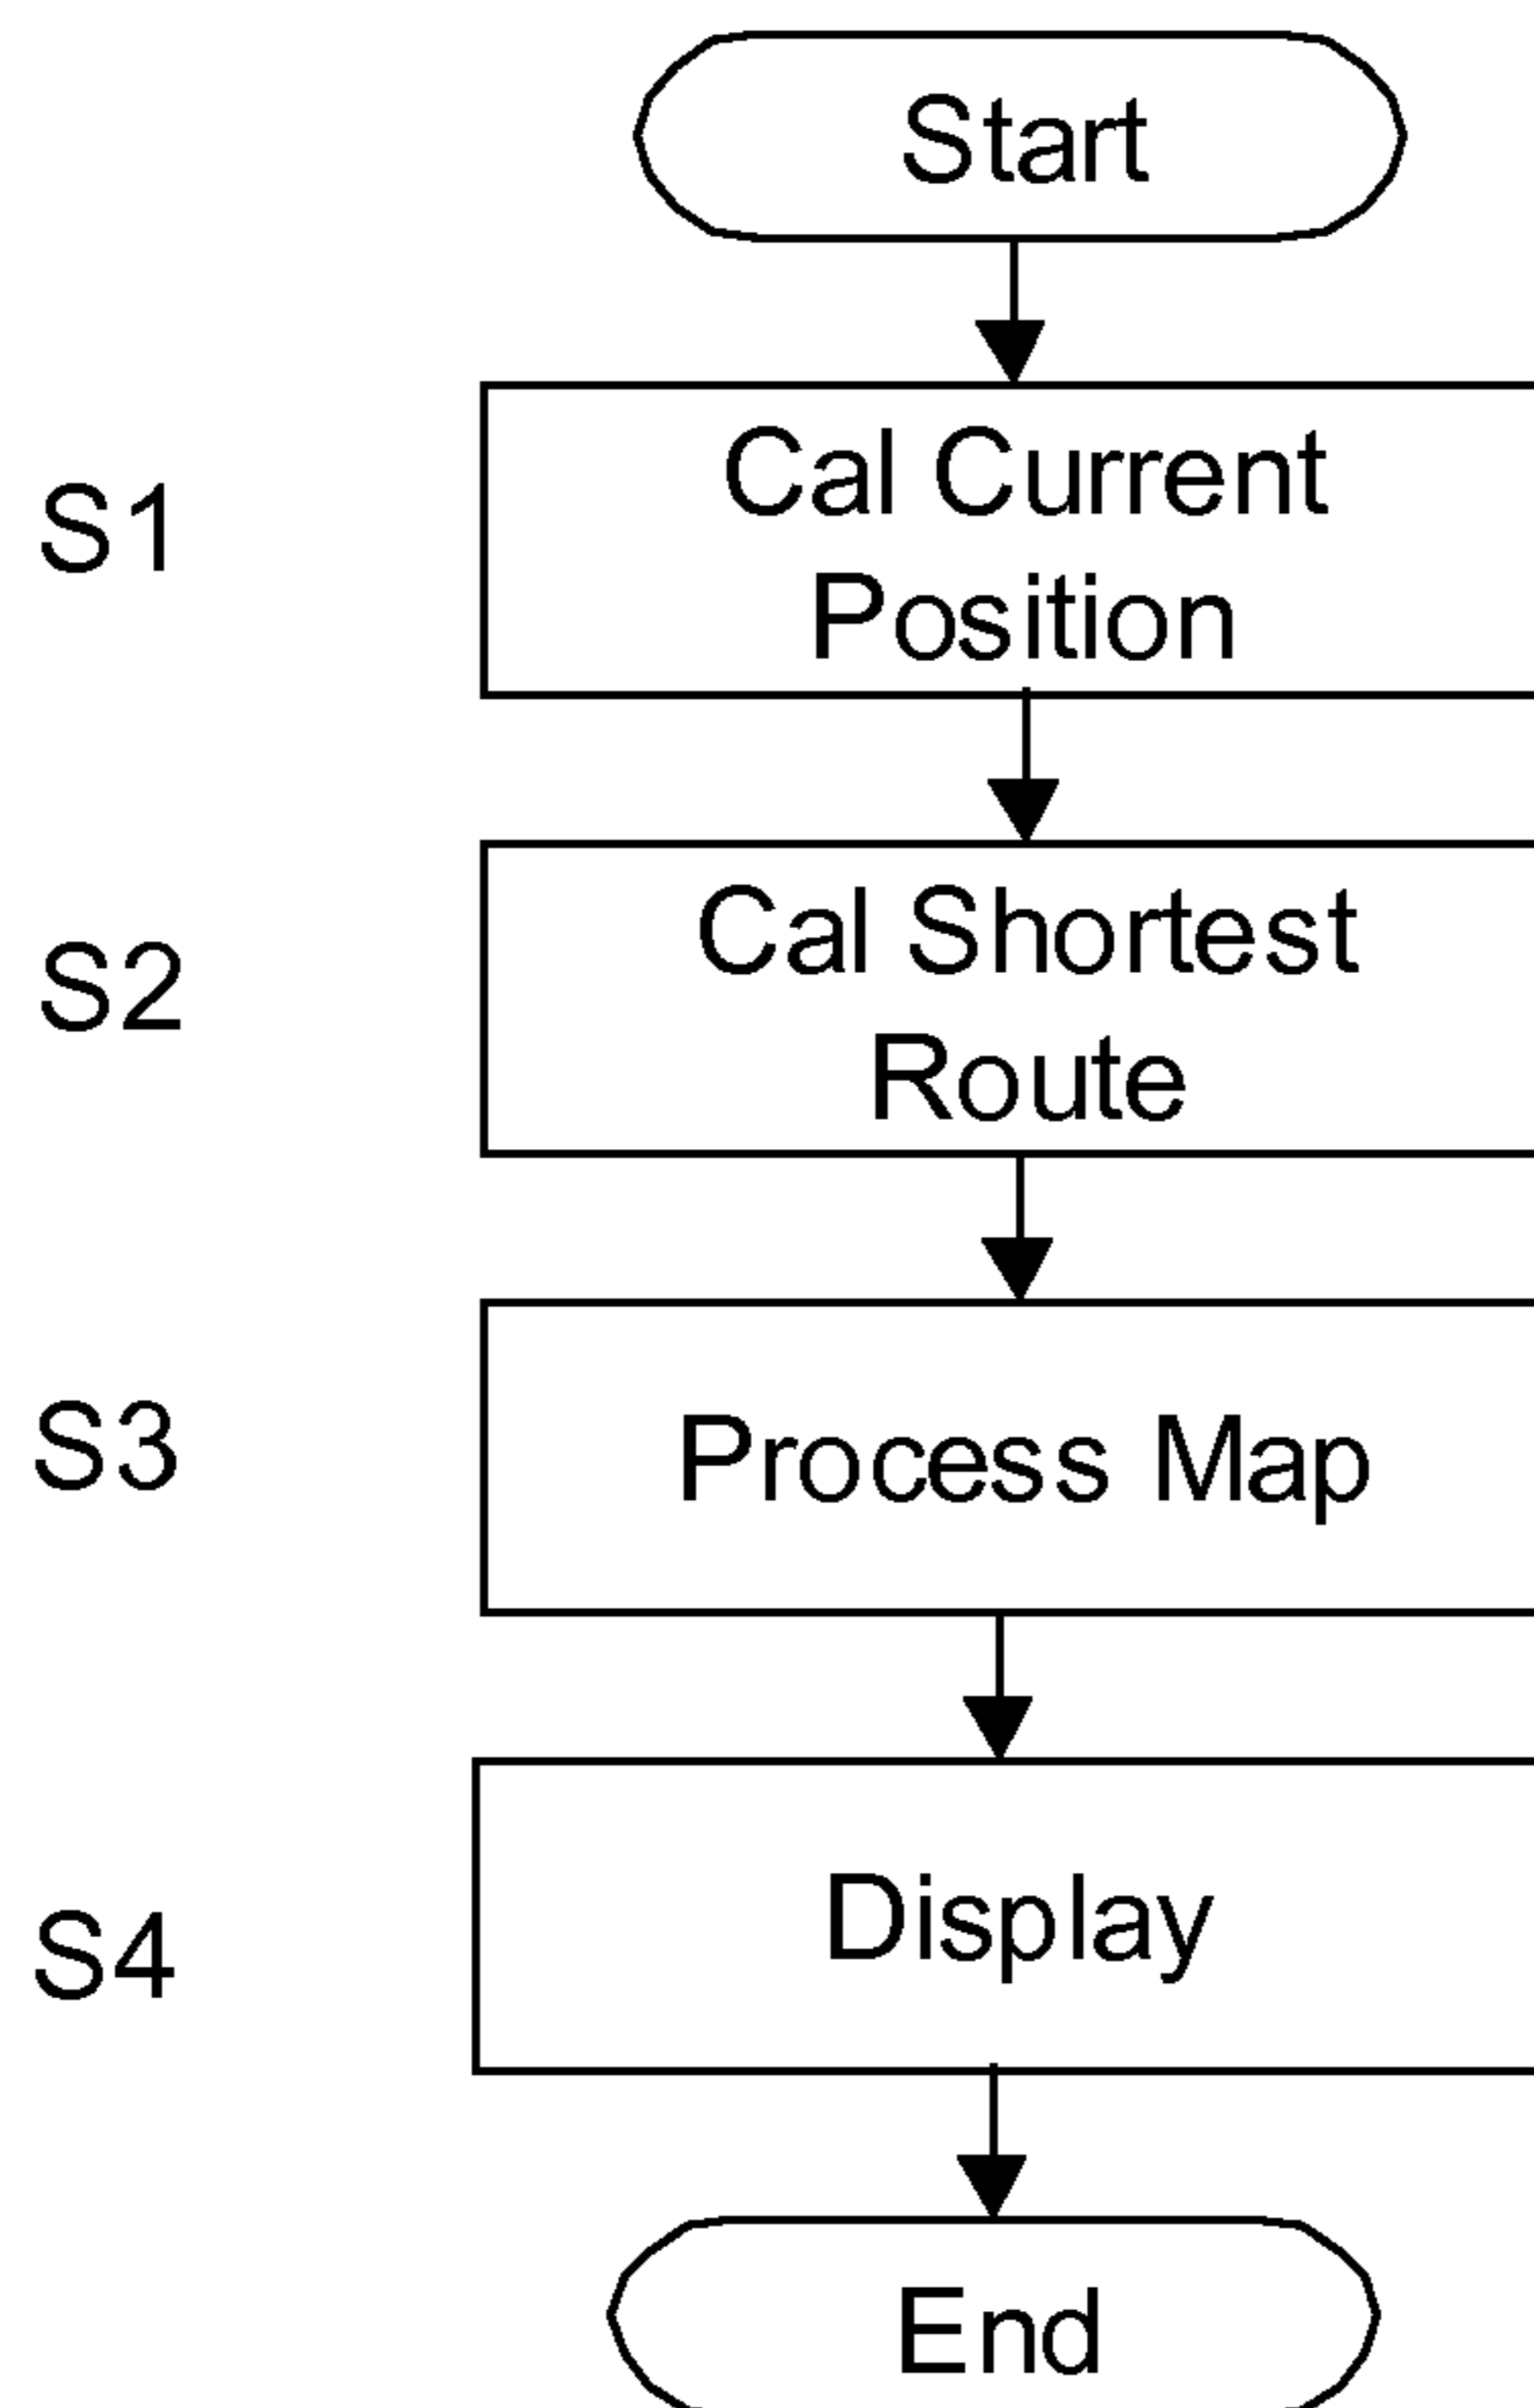 Start
S1
Cal Current
Position
S2
Cal Shortest
Route
S3
Process Map
S4
Display
End